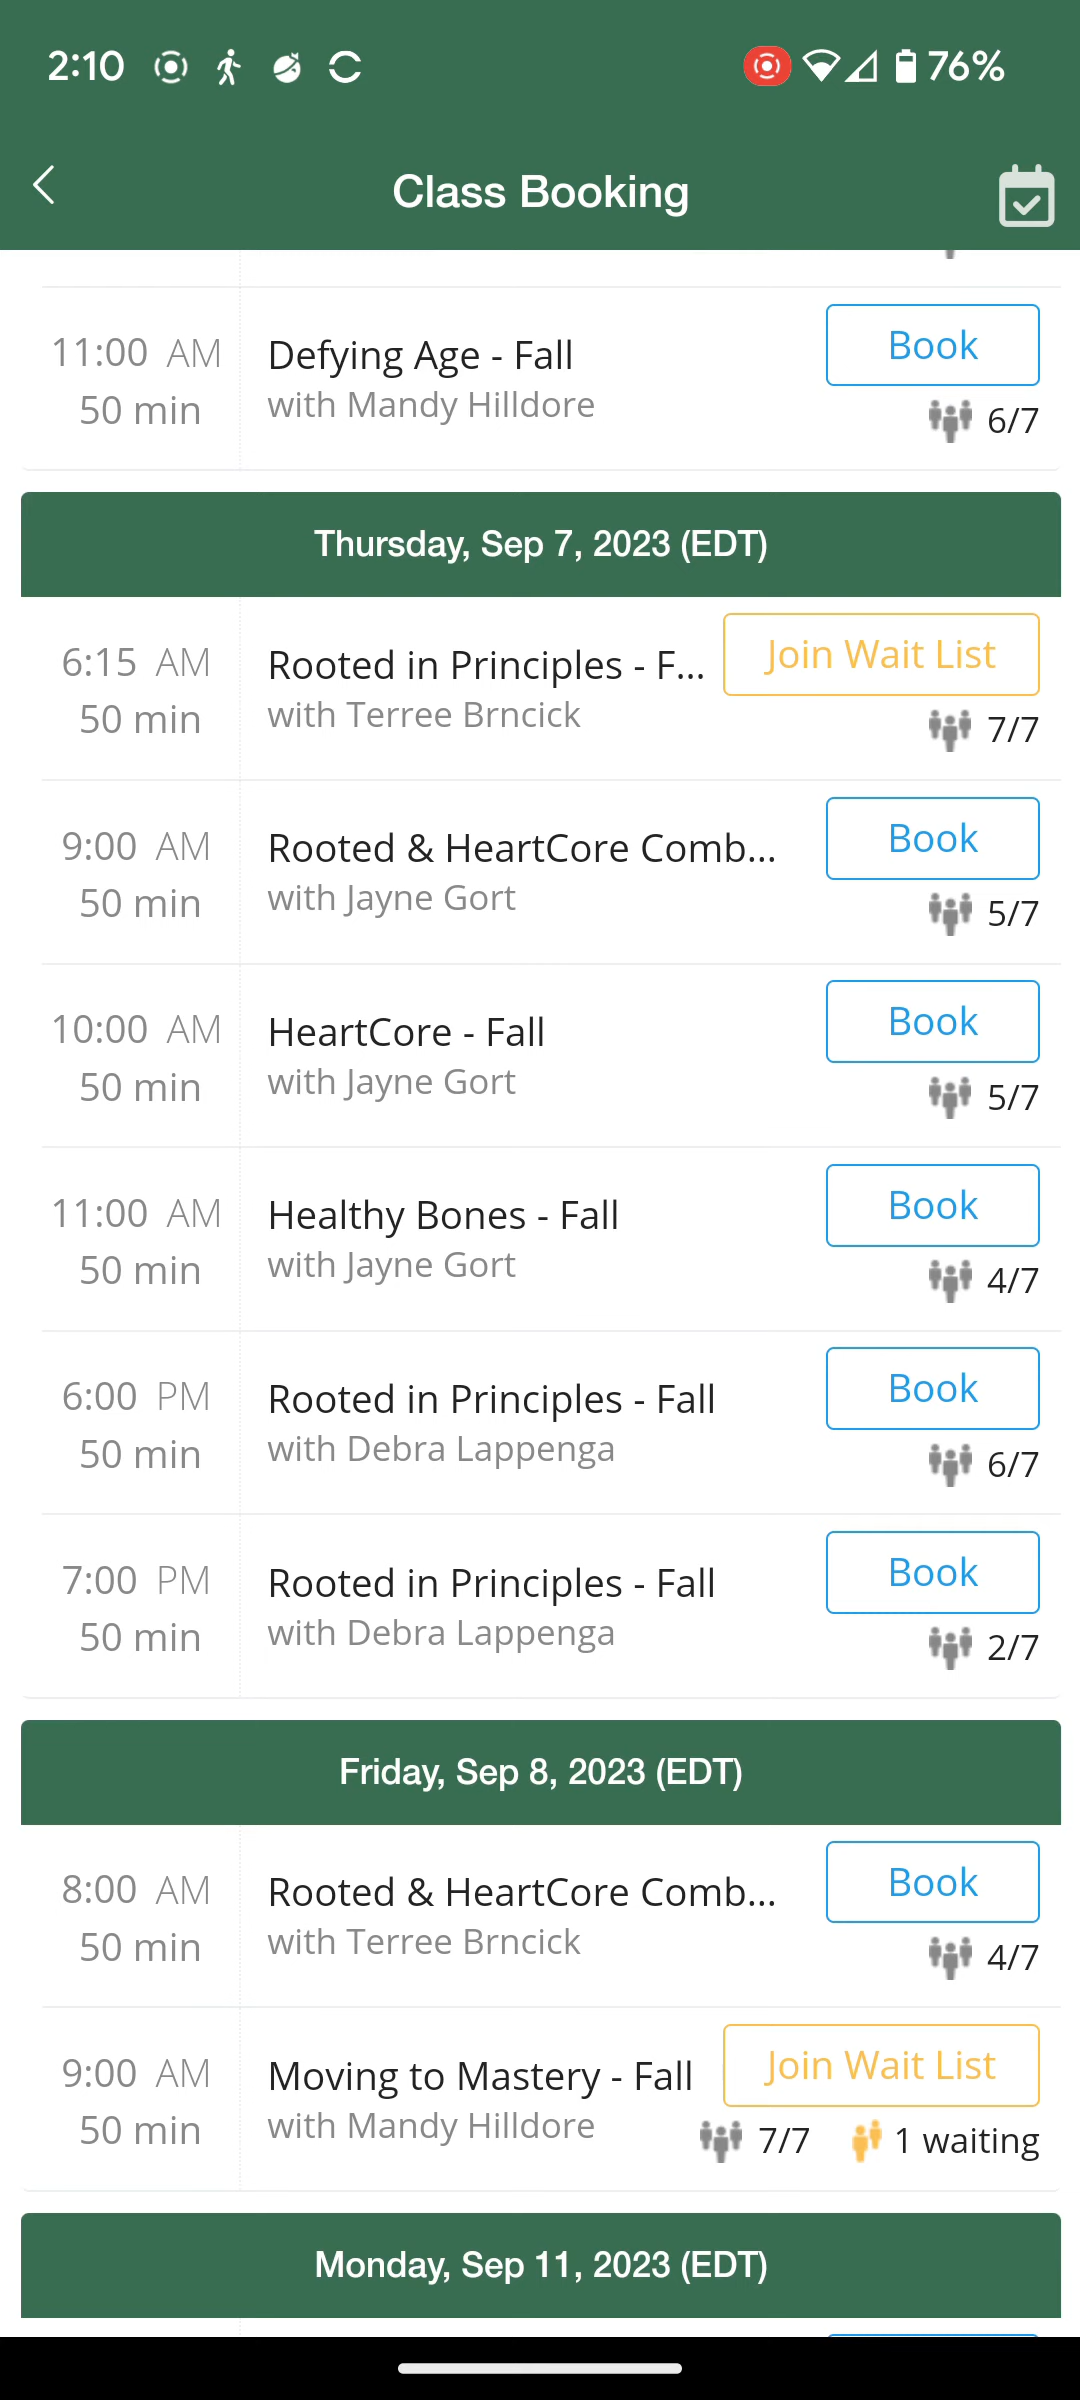 2:10
76%
Class Booking
11:00 AM
50 min
Defying Age - Fall
with Mandy Hilldore
Book
6/7
Thursday, Sep 7, 2023 (EDT)
6:15 AM
50 min
Rooted in Principles - F...
with Terree Brncick
Join Wait List
7/7
9:00 AM
50 min
Rooted & HeartCore Comb...
with Jayne Gort
Book
5/7
10:00 AM
50 min
HeartCore - Fall
with Jayne Gort
Book
5/7
11:00 AM
50 min
Healthy Bones - Fall
with Jayne Gort
Book
4/7
6:00 PM
50 min
Rooted in Principles - Fall
with Debra Lappenga
Book
6/7
7:00 PM
50 min
Rooted in Principles - Fall
with Debra Lappenga
Book
2/7
Friday, Sep 8, 2023 (EDT)
8:00 AM
50 min
Rooted & HeartCore Comb...
with Terree Brncick
Book
4/7
9:00 AM
50 min
Moving to Mastery - Fall
with Mandy Hilldore
Join Wait List
7/7
1 waiting
Monday, Sep 11, 2023 (EDT)